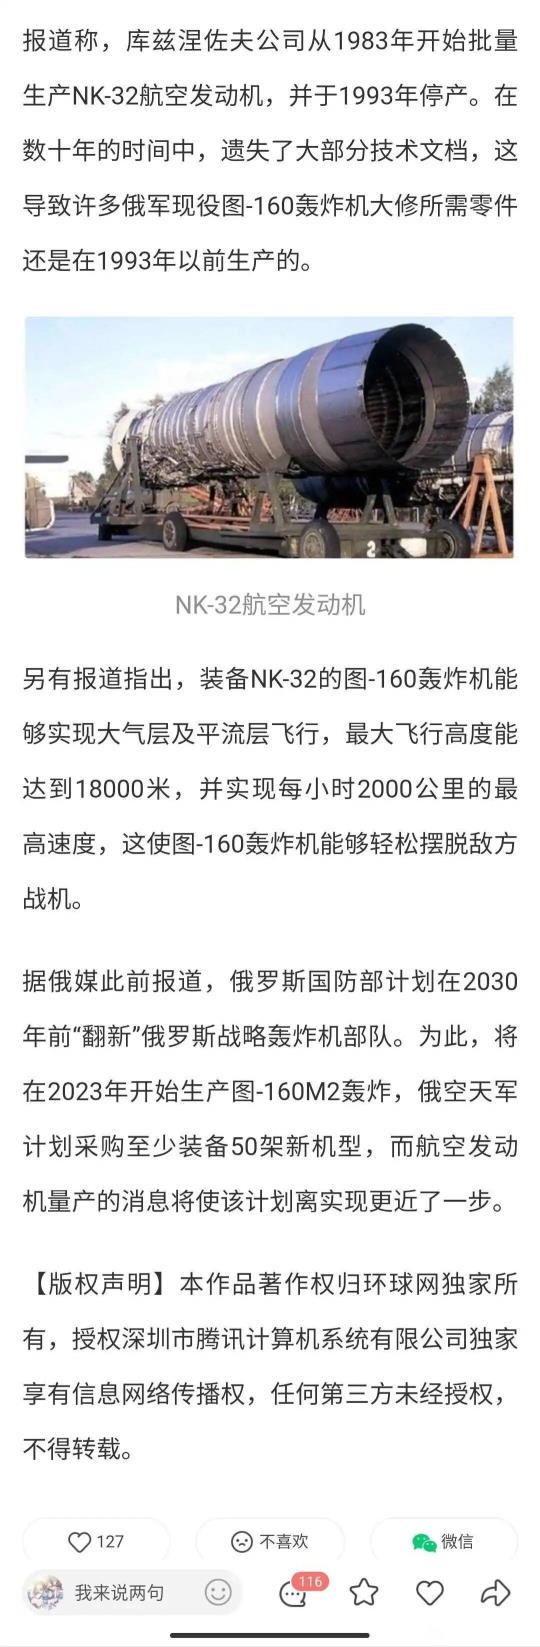 报道称，库兹涅佐夫公司从1983年开始批量
生产NK-32航空发动机，并于1993年停产。在
数十年的时间中，遗失了大部分技术文档，这
导致许多俄军现役图-160轰炸机大修所需零件
还是在1993年以前生产的。
2
NK-32航空发动机
另有报道指出，装备NK-32的图-160轰炸机能
够实现大气层及平流层飞行，最大飞行高度能
达到18000米，并实现每小时2000公里的最
高速度，这使图-160轰炸机能够轻松摆脱敌方
战机。
据俄媒此前报道，俄罗斯国防部计划在2030
年前“翻新”俄罗斯战略轰炸机部队。为此，将
在2023年开始生产图-160M2轰炸，俄空天军
计划采购至少装备50架新机型，而航空发动
机量产的消息将使该计划离实现更近了一步。
【版权声明】本作品著作权归环球网独家所
有，授权深圳市腾讯计算机系统有限公司独家
享有信息网络传播权，任何第三方未经授权，
不得转载。
127 不喜欢 微信
我来说两句 116